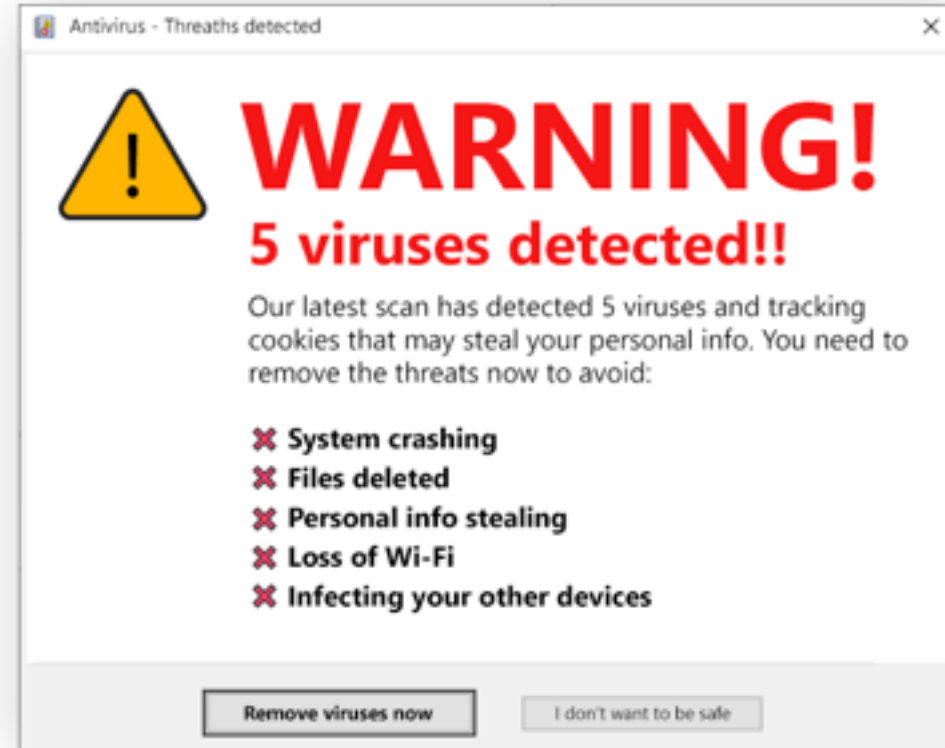 Antivirus - Threaths detected
WARNING!
5 viruses detected!!
Our latest scan has detected 5 viruses and tracking
cookies that may steal your personal info. You need to
remove the threats now to avoid:
System crashing
Files deleted
Personal info stealing
Loss of Wi-Fi
Infecting your other devices
Remove viruses now
I don't want to be safe